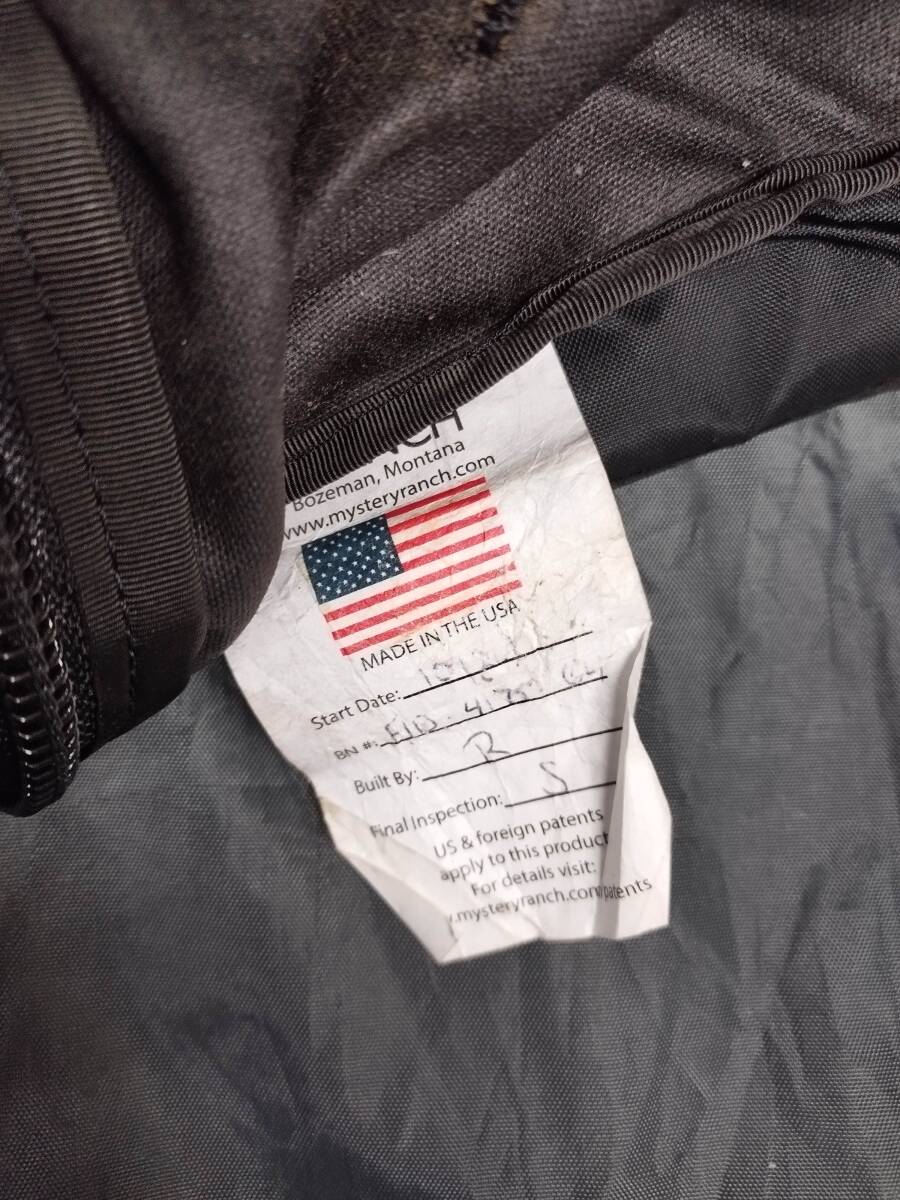 Bozeman, Montana
www.mysteryranch.com
MADE IN THE USA
Start Date:
BN #:
Built By: R
Final Inspection: S
US & foreign patents
apply to this product
For details visit:
.mysteryranch.com/patents